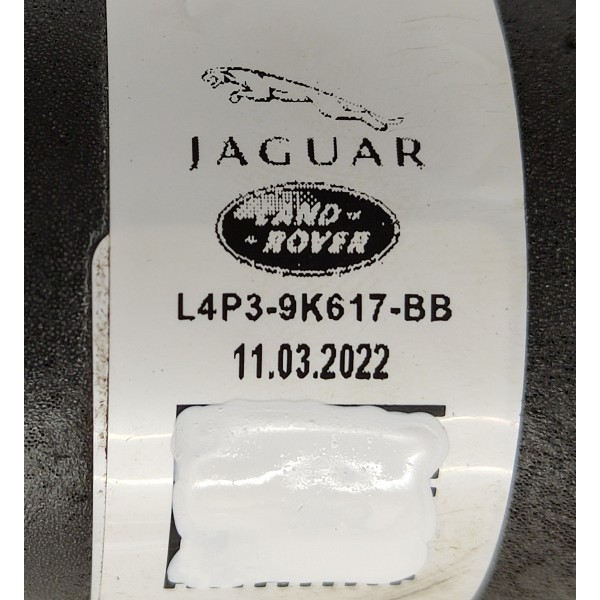 JAGUAR
LAND-
-ROVER
L4P3-9K617-BB
11.03.2022